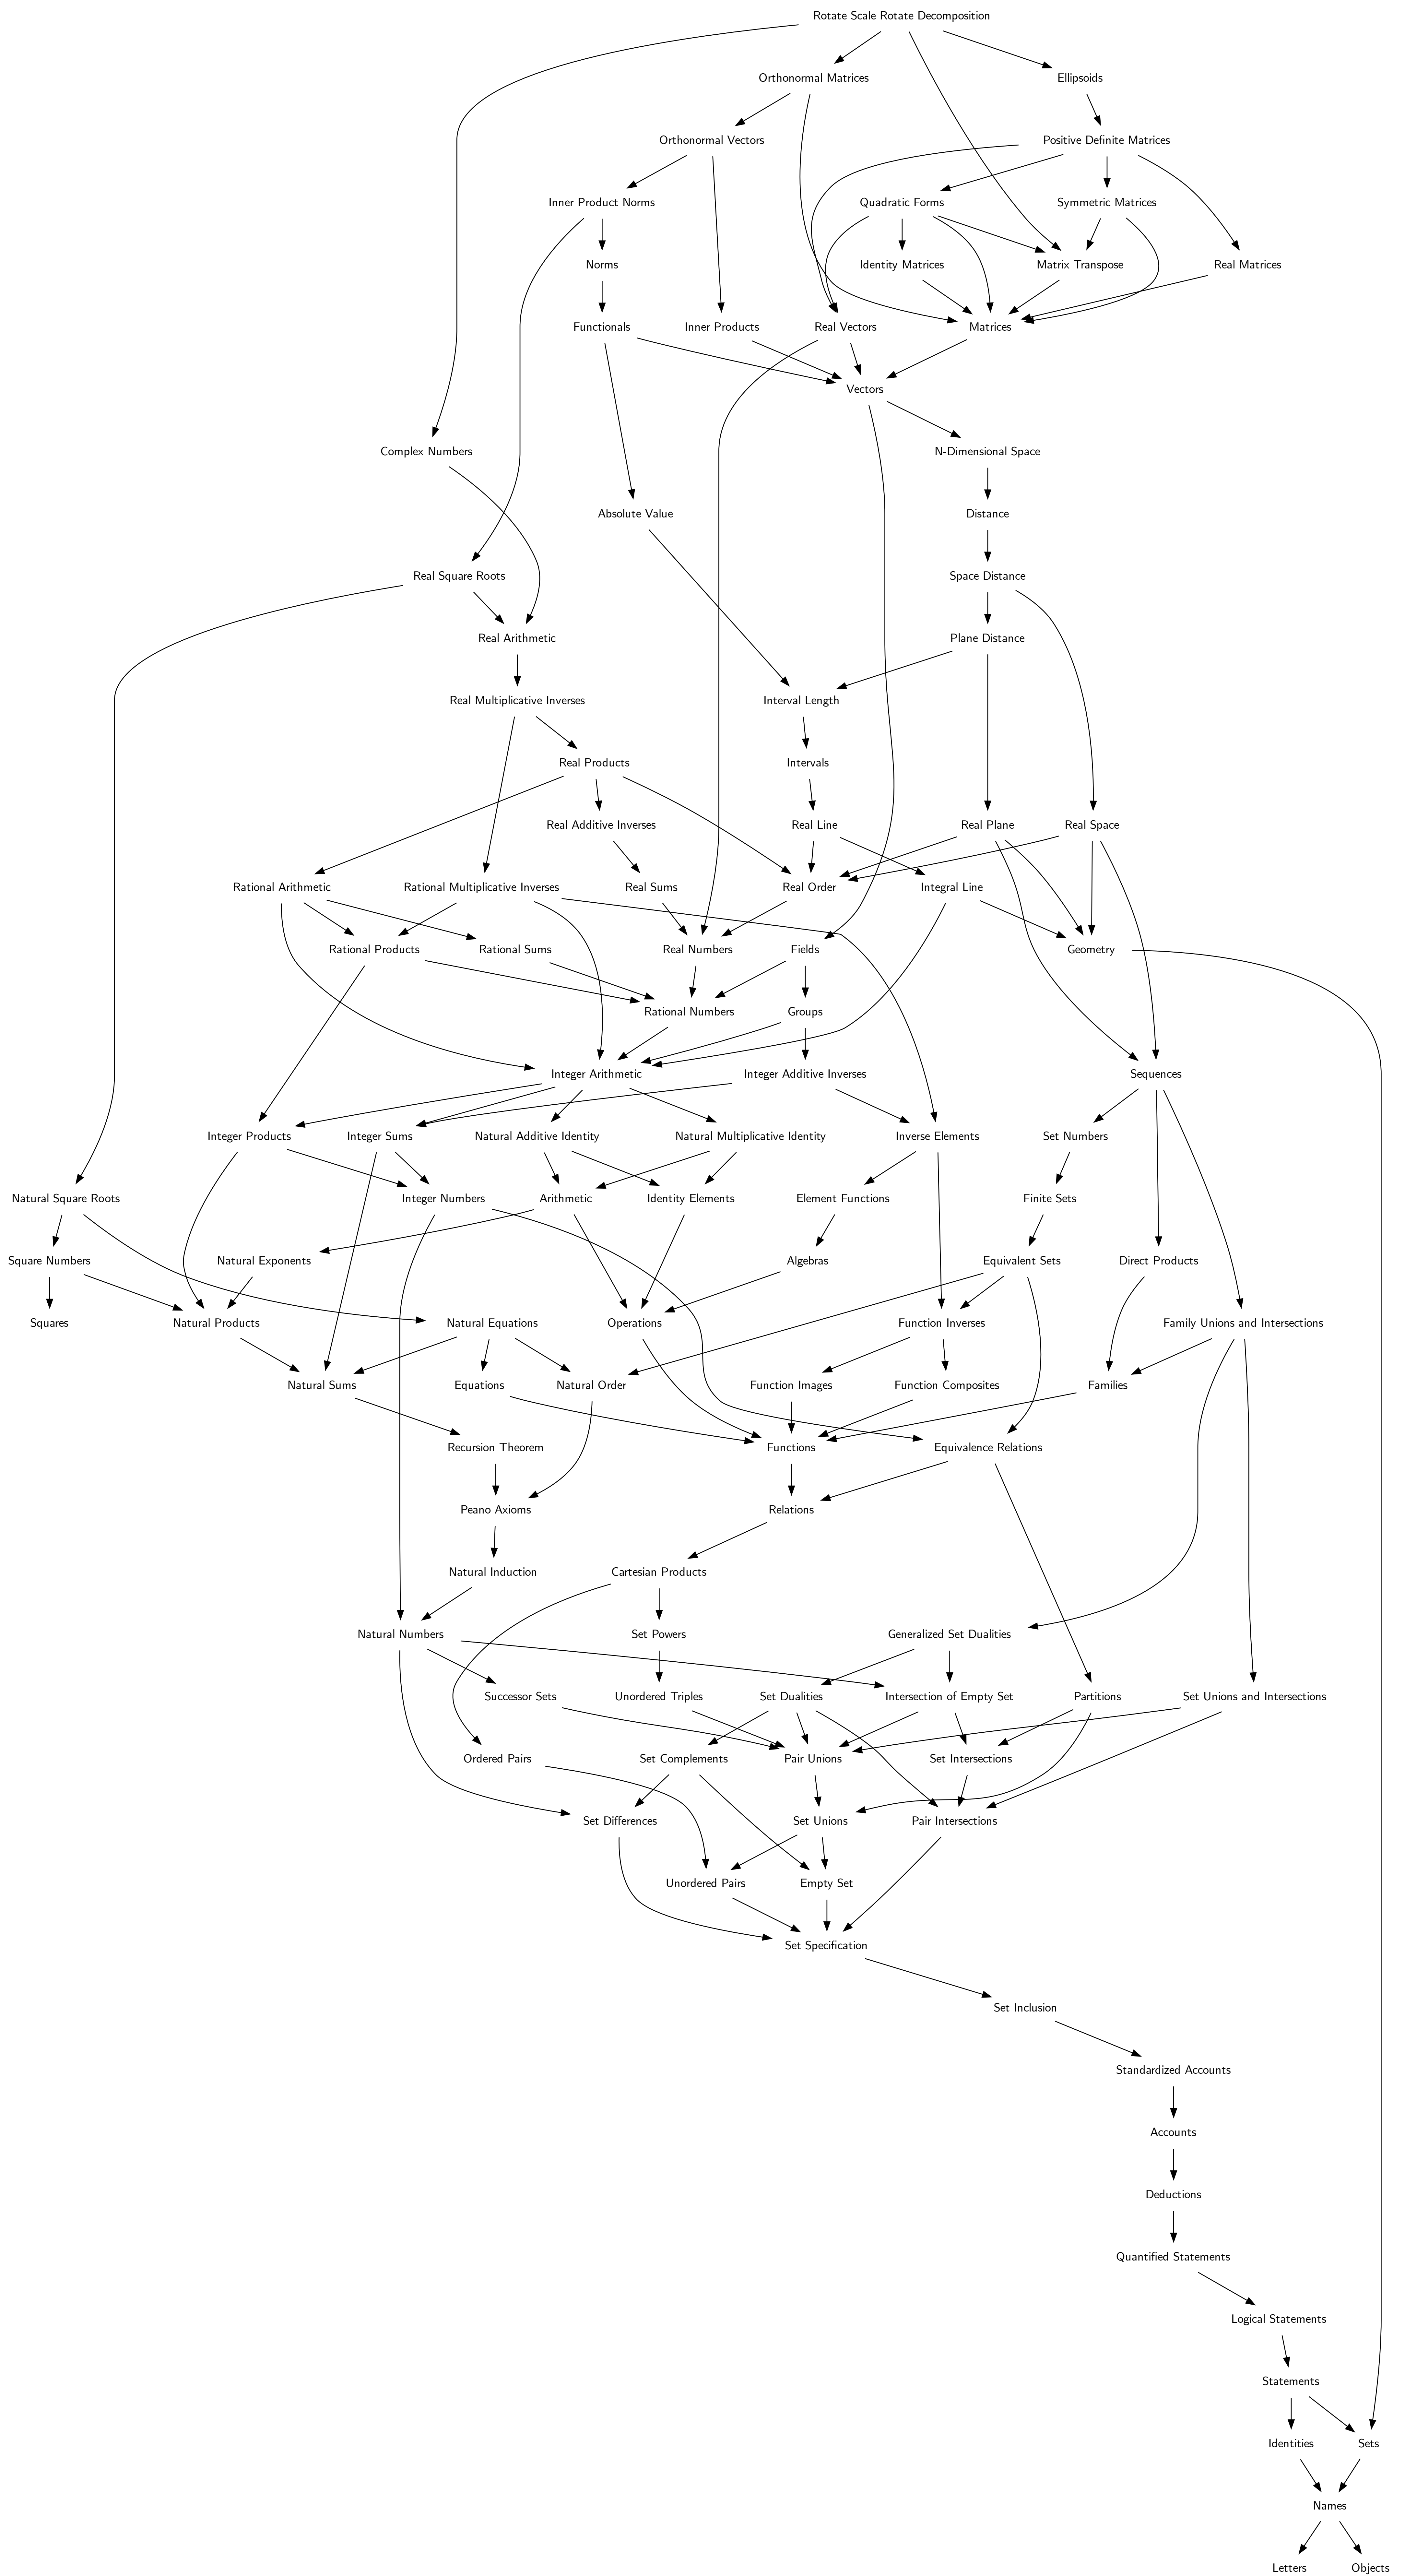 Rotate Scale Rotate Decomposition
Orthonormal Matrices
Ellipsoids
Orthonormal Vectors
Positive Definite Matrices
Inner Product Norms
Quadratic Forms
Symmetric Matrices
Norms
Identity Matrices
Matrix Transpose
Real Matrices
Functionals
Inner Products
Real Vectors
Matrices
Vectors
Complex Numbers
N-Dimensional Space
Absolute Value
Distance
Real Square Roots
Space Distance
Real Arithmetic
Plane Distance
Real Multiplicative Inverses
Interval Length
Real Products
Intervals
Real Additive Inverses
Real Line
Real Plane
Real Space
Rational Arithmetic
Rational Multiplicative Inverses
Real Sums
Real Order
Integral Line
Rational Products
Rational Sums
Real Numbers
Fields
Geometry
Rational Numbers
Groups
Integer Arithmetic
Integer Additive Inverses
Sequences
Integer Products
Integer Sums
Natural Additive Identity
Natural Multiplicative Identity
Inverse Elements
Set Numbers
Natural Square Roots
Integer Numbers
Arithmetic
Identity Elements
Element Functions
Finite Sets
Square Numbers
Natural Exponents
Algebras
Equivalent Sets
Direct Products
Squares
Natural Products
Natural Equations
Operations
Function Inverses
Family Unions and Intersections
Natural Sums
Equations
Natural Order
Function Images
Function Composites
Families
Recursion Theorem
Functions
Equivalence Relations
Peano Axioms
Relations
Natural Induction
Cartesian Products
Natural Numbers
Set Powers
Generalized Set Dualities
Successor Sets
Unordered Triples
Set Dualities
Intersection of Empty Set
Partitions
Set Unions and Intersections
Ordered Pairs
Set Complements
Pair Unions
Set Intersections
Set Differences
Set Unions
Pair Intersections
Unordered Pairs
Empty Set
Set Specification
Set Inclusion
Standardized Accounts
Accounts
Deductions
Quantified Statements
Logical Statements
Statements
Identities
Sets
Names
Letters
Objects